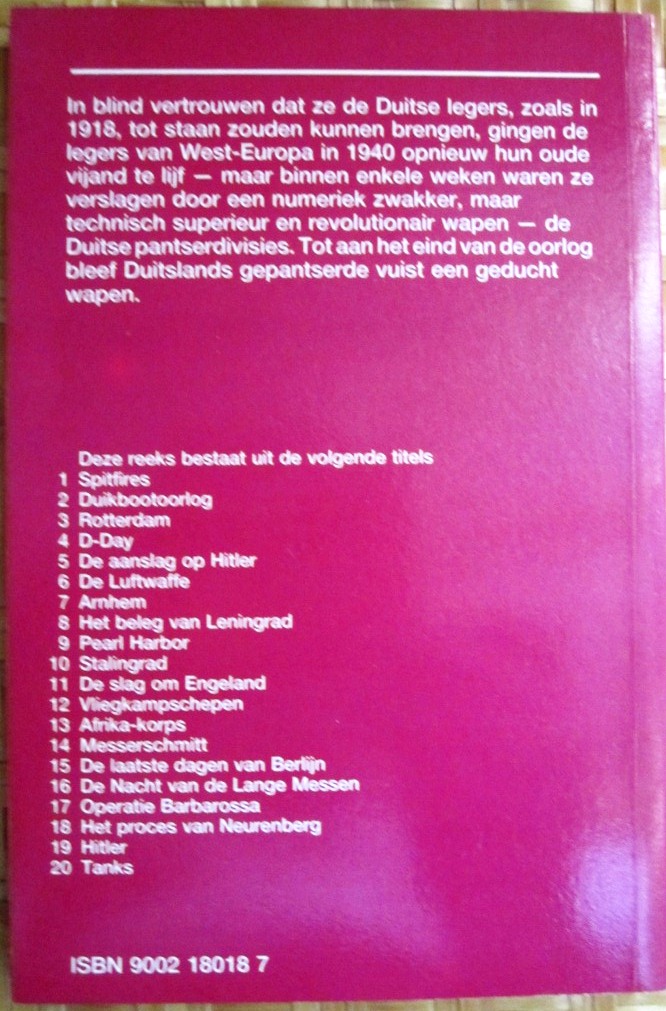 In blind vertrouwen dat ze de Duitse legers, zoals in
1918, tot staan zouden kunnen brengen, gingen de
legers van West-Europa in 1940 opnieuw hun oude
vijand te lijf — maar binnen enkele weken waren ze
verslagen door een numeriek zwakker, maar
technisch superieur en revolutionair wapen — de
Duitse pantserdivisies. Tot aan het eind van de oorlog
bleef Duitslands gepantserde vuist een geducht
wapen.
Deze reeks bestaat uit de volgende titels
1 Spitfires
2 Duikbootoorlog
3 Rotterdam
4 D-Day
5 De aanslag op Hitler
6 De Luftwaffe
7 Arnhem
8 Het beleg van Leningrad
9 Pearl Harbor
10 Stalingrad
11 De slag om Engeland
12 Vliegkampschepen
13 Afrika-korps
14 Messerschmitt
15 De laatste dagen van Berlijn
16 De Nacht van de Lange Messen
17 Operatie Barbarossa
18 Het proces van Neurenberg
19 Hitler
20 Tanks
ISBN 9002 18018 7